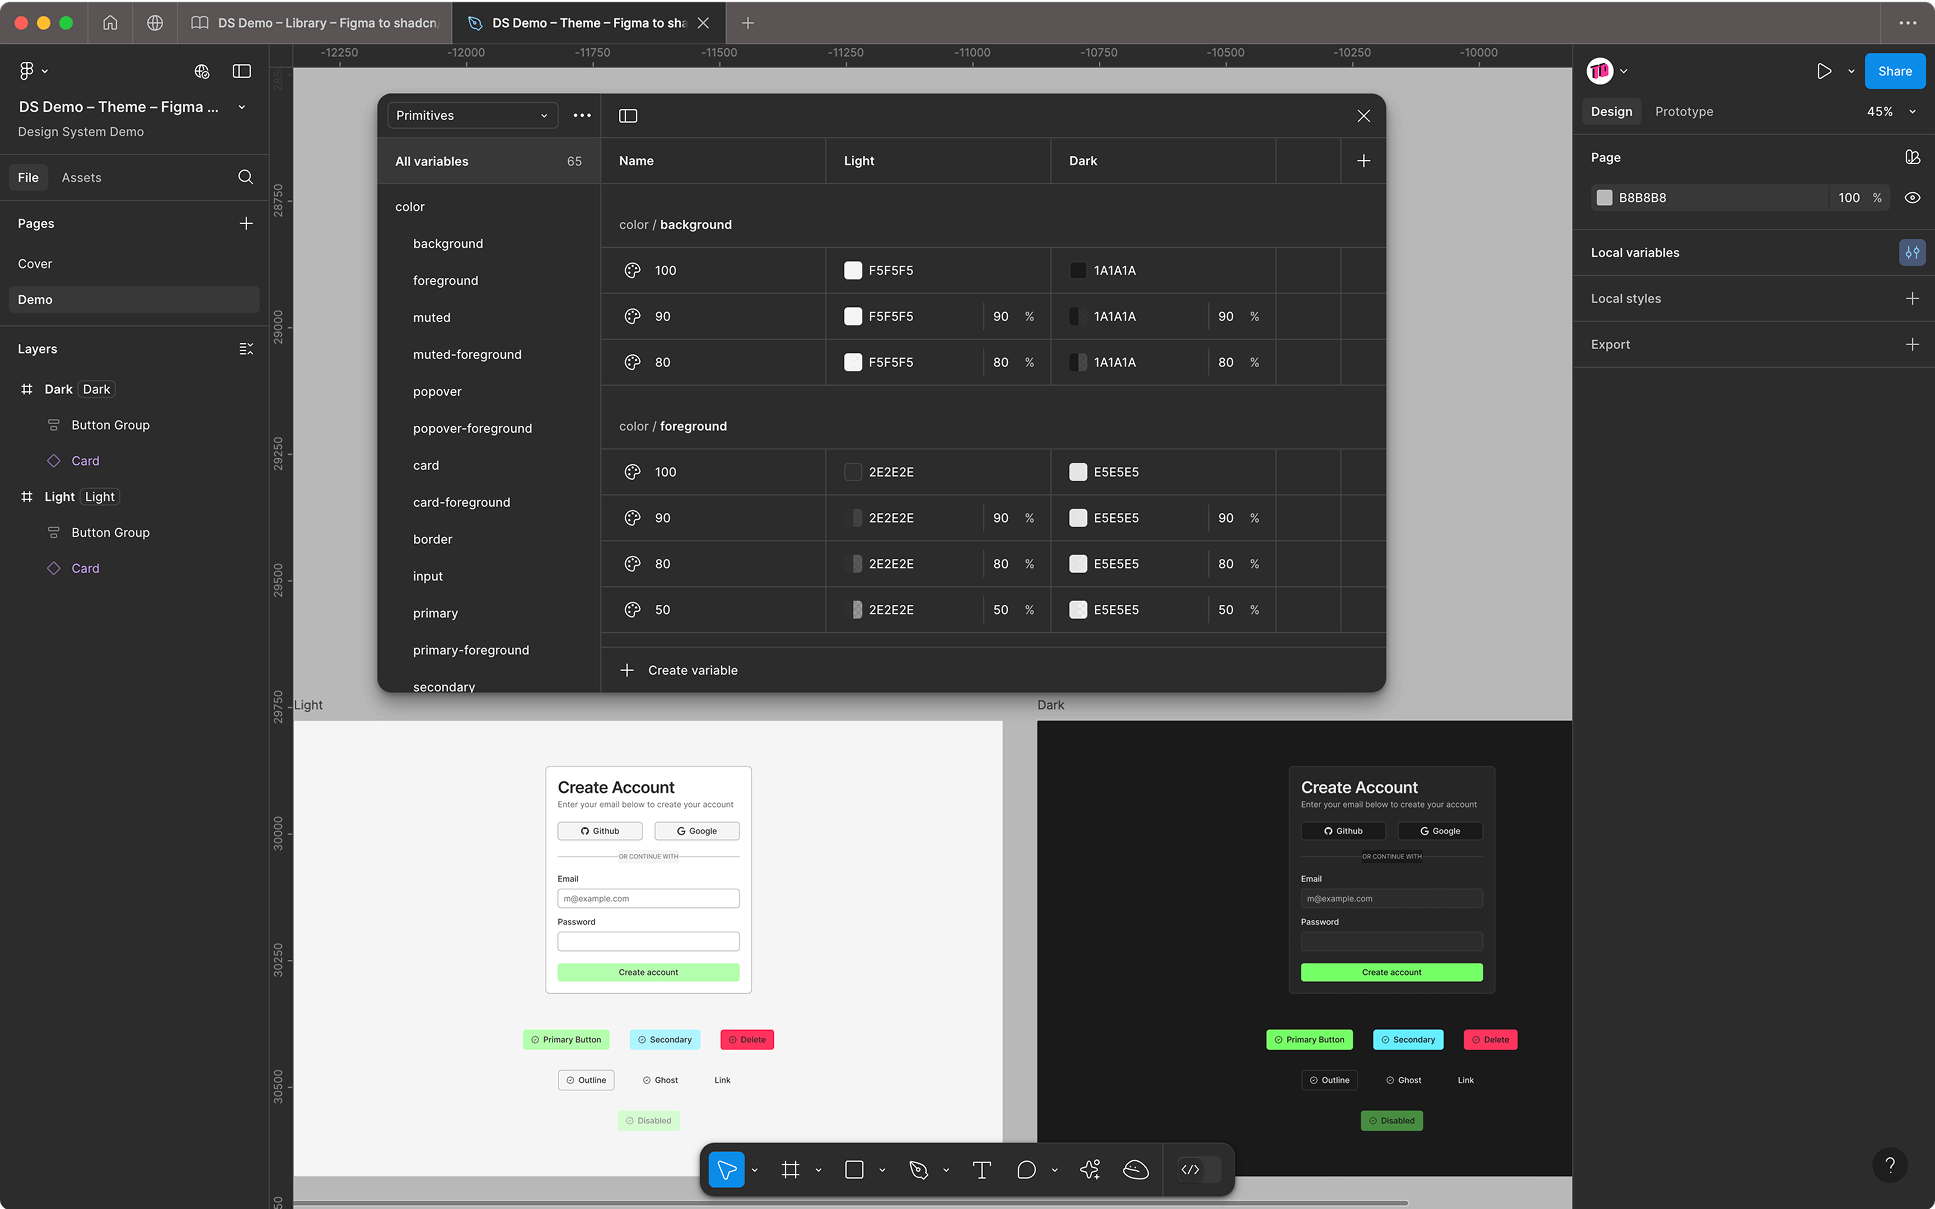 DS Demo – Library – Figma to shadcn/
DS Demo – Theme – Figma to sha
DS Demo – Theme – Figma ...
Design System Demo
File
Assets
Pages
Cover
Demo
Layers
Dark Dark
Button Group
Card
Light Light
Button Group
Card
-12250 -12000 -11750 -11500 -11250 -11000 -10750 -10500 -10250 -10000
28750
29000
29250
29500
29750
30000
30250
30500
Primitives
All variables 65
color
background
foreground
muted
muted-foreground
popover
popover-foreground
card
card-foreground
border
input
primary
primary-foreground
secondary
Name Light Dark
color / background
100 F5F5F5 1A1A1A
90 F5F5F5 90 % 1A1A1A 90 %
80 F5F5F5 80 % 1A1A1A 80 %
color / foreground
100 2E2E2E E5E5E5
90 2E2E2E 90 % E5E5E5 90 %
80 2E2E2E 80 % E5E5E5 80 %
50 2E2E2E 50 % E5E5E5 50 %
Create variable
Light
Create Account
Enter your email below to create your account
Github Google
OR CONTINUE WITH
Email
m@example.com
Password
Create account
Primary Button Secondary Delete
Outline Ghost Link
Disabled
Dark
Create Account
Enter your email below to create your account
Github Google
OR CONTINUE WITH
Email
m@example.com
Password
Create account
Primary Button Secondary Delete
Outline Ghost Link
Disabled
Share
Design Prototype 45%
Page
B8B8B8 100 %
Local variables
Local styles
Export
?